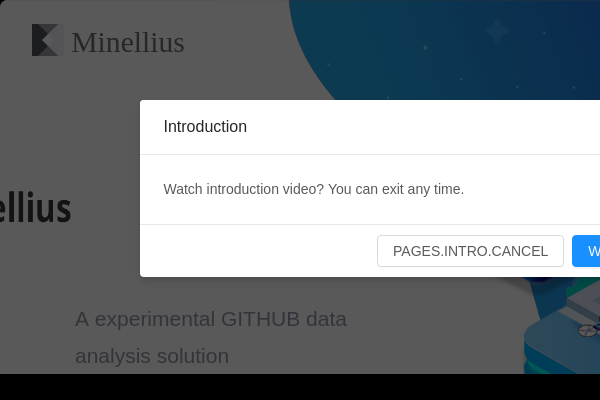 Minellius
Introduction
Watch introduction video? You can exit any time.
ellius
PAGES.INTRO.CANCEL
W
A experimental GITHUB data
analysis solution